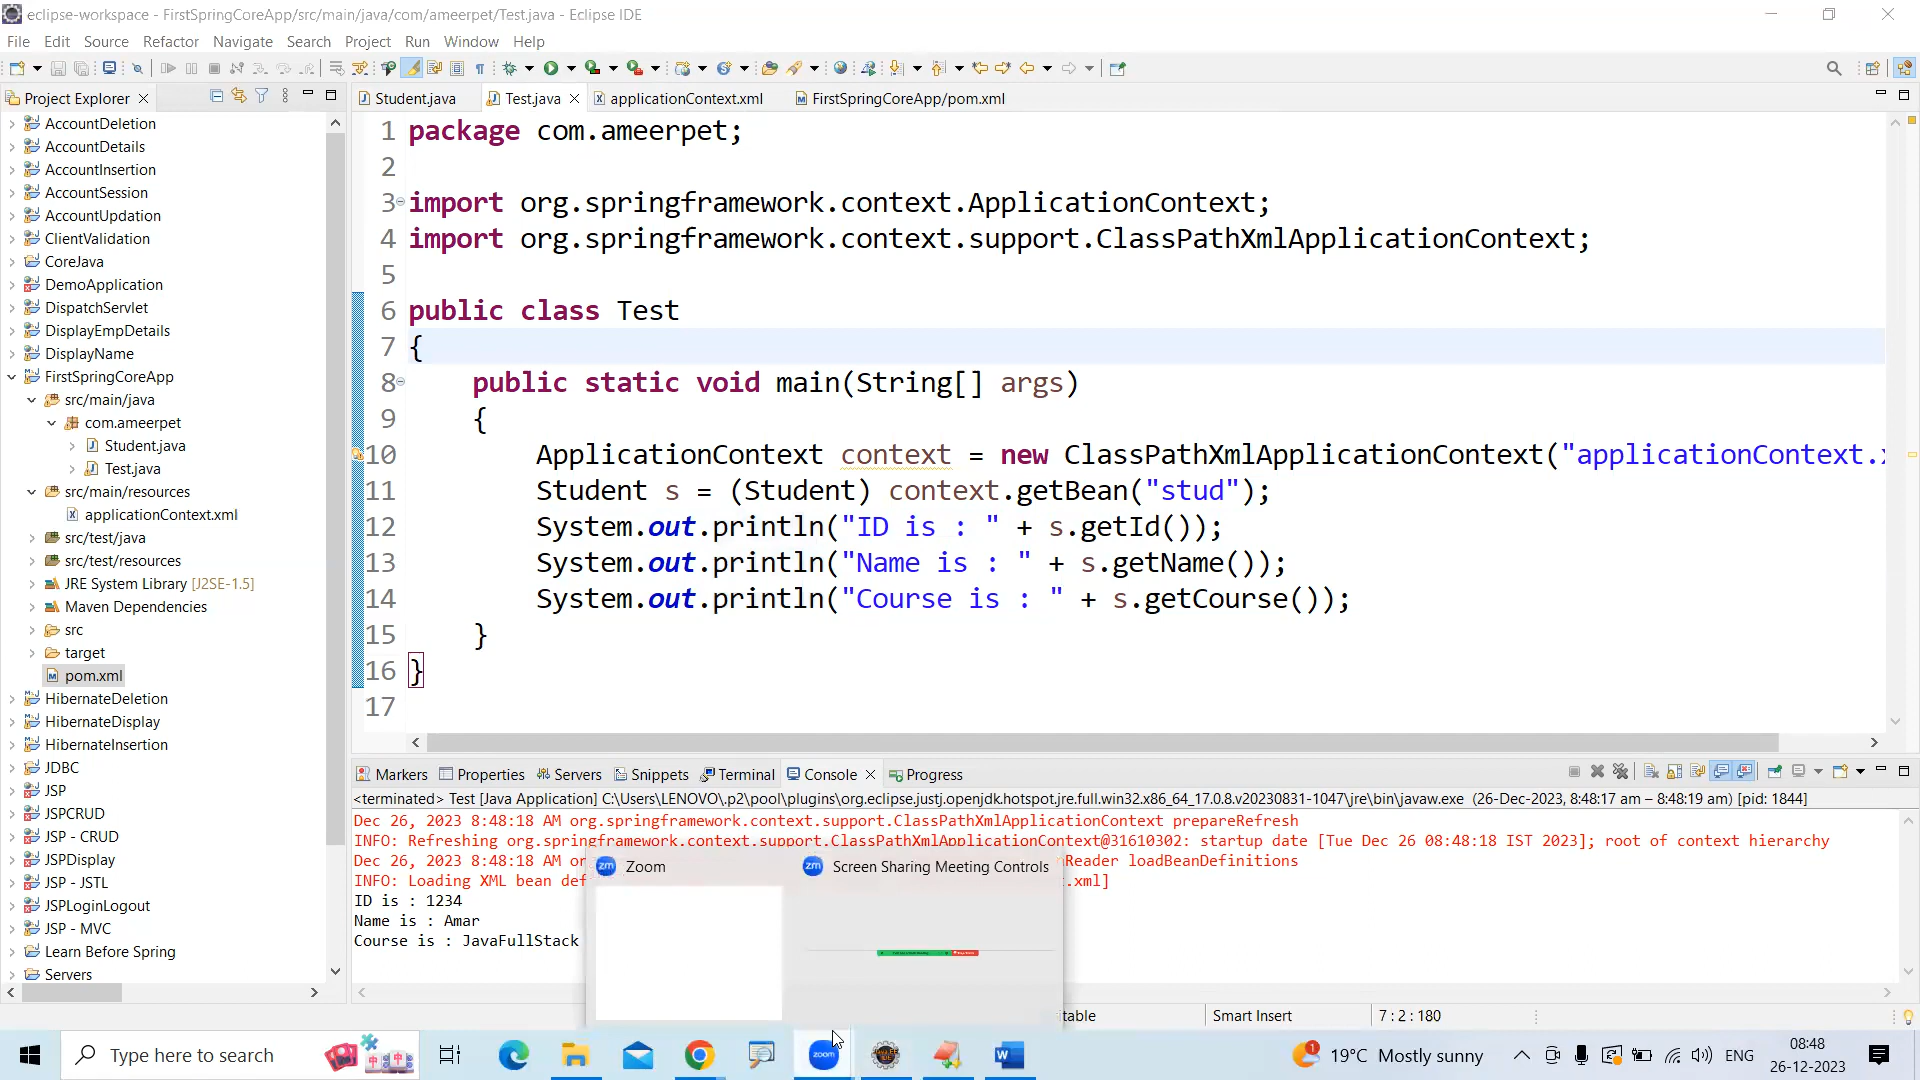 eclipse-workspace - FirstSpringCoreApp/src/main/java/com/ameerpet/Test.java - Eclipse IDE
File Edit Source Refactor Navigate Search Project Run Window Help
Project Explorer
AccountDeletion
AccountDetails
AccountInsertion
AccountSession
AccountUpdation
ClientValidation
CoreJava
DemoApplication
DispatchServlet
DisplayEmpDetails
DisplayName
FirstSpringCoreApp
src/main/java
com.ameerpet
Student.java
Test.java
src/main/resources
applicationContext.xml
src/test/java
src/test/resources
JRE System Library [J2SE-1.5]
Maven Dependencies
src
target
pom.xml
HibernateDeletion
HibernateDisplay
HibernateInsertion
JDBC
JSP
JSPCRUD
JSP - CRUD
JSPDisplay
JSP - JSTL
JSPLoginLogout
JSP - MVC
Learn Before Spring
Servers
Student.java Test.java applicationContext.xml FirstSpringCoreApp/pom.xml
1 package com.ameerpet;
2
3 import org.springframework.context.ApplicationContext;
4 import org.springframework.context.support.ClassPathXmlApplicationContext;
5
6 public class Test
7 {
8 public static void main(String[] args)
9 {
10 ApplicationContext context = new ClassPathXmlApplicationContext("applicationContext.
11 Student s = (Student) context.getBean("stud");
12 System.out.println("ID is : " + s.getId());
13 System.out.println("Name is : " + s.getName());
14 System.out.println("Course is : " + s.getCourse());
15 }
16 }
17
Markers Properties Servers Snippets Terminal Console Progress
<terminated> Test [Java Application] C:\Users\LENOVO\.p2\pool\plugins\org.eclipse.justj.openjdk.hotspot.jre.full.win32.x86_64_17.0.8.v20230831-1047\jre\bin\javaw.exe (26-Dec-2023, 8:48:17 am – 8:48:19 am) [pid: 1844]
Dec 26, 2023 8:48:18 AM org.springframework.context.support.ClassPathXmlApplicationContext prepareRefresh
INFO: Refreshing org.springframework.context.support.ClassPathXmlApplicationContext@31610302: startup date [Tue Dec 26 08:48:18 IST 2023]; root of context hierarchy
Dec 26, 2023 8:48:18 AM or nReader loadBeanDefinitions
INFO: Loading XML bean def .xml]
ID is : 1234
Name is : Amar
Course is : JavaFullStack
Zoom Screen Sharing Meeting Controls
table Smart Insert 7 : 2 : 180
Type here to search
zoom
19°C Mostly sunny
ENG
08:48
26-12-2023